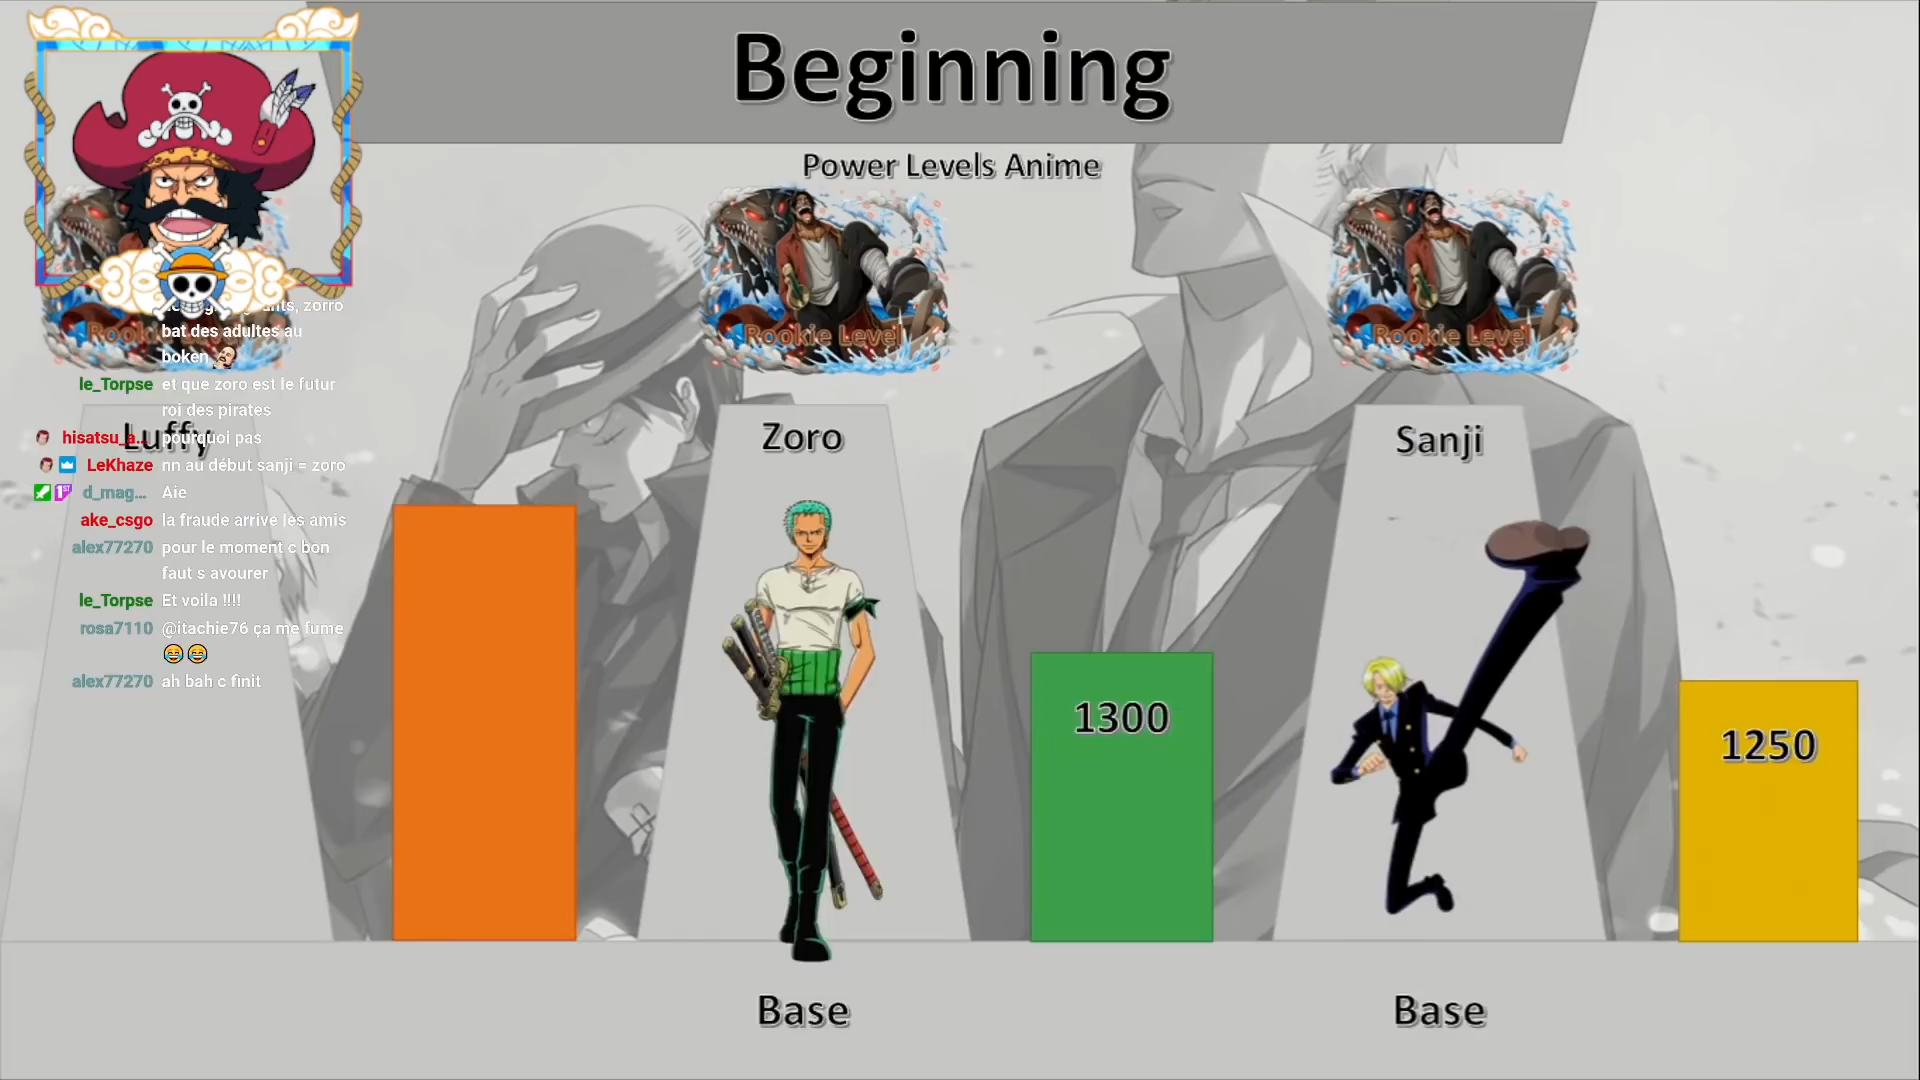 Beginning
Power Levels Anime
Rookie Level
Rookie Level
zorro
bat des adultes au
boken
le_Torpse et que zoro est le futur
roi des pirates
Luffy
Zoro
Sanji
hisatsu_a... pourquoi pas
LeKhaze nn au début sanji = zoro
1ST d_mag... Aie
ake_csgo la fraude arrive les amis
alex77270 pour le moment c bon
faut s avourer
le_Torpse Et voila !!!!
rosa7110 @itachie76 ça me fume
alex77270 ah bah c finit
1300
1250
Base
Base